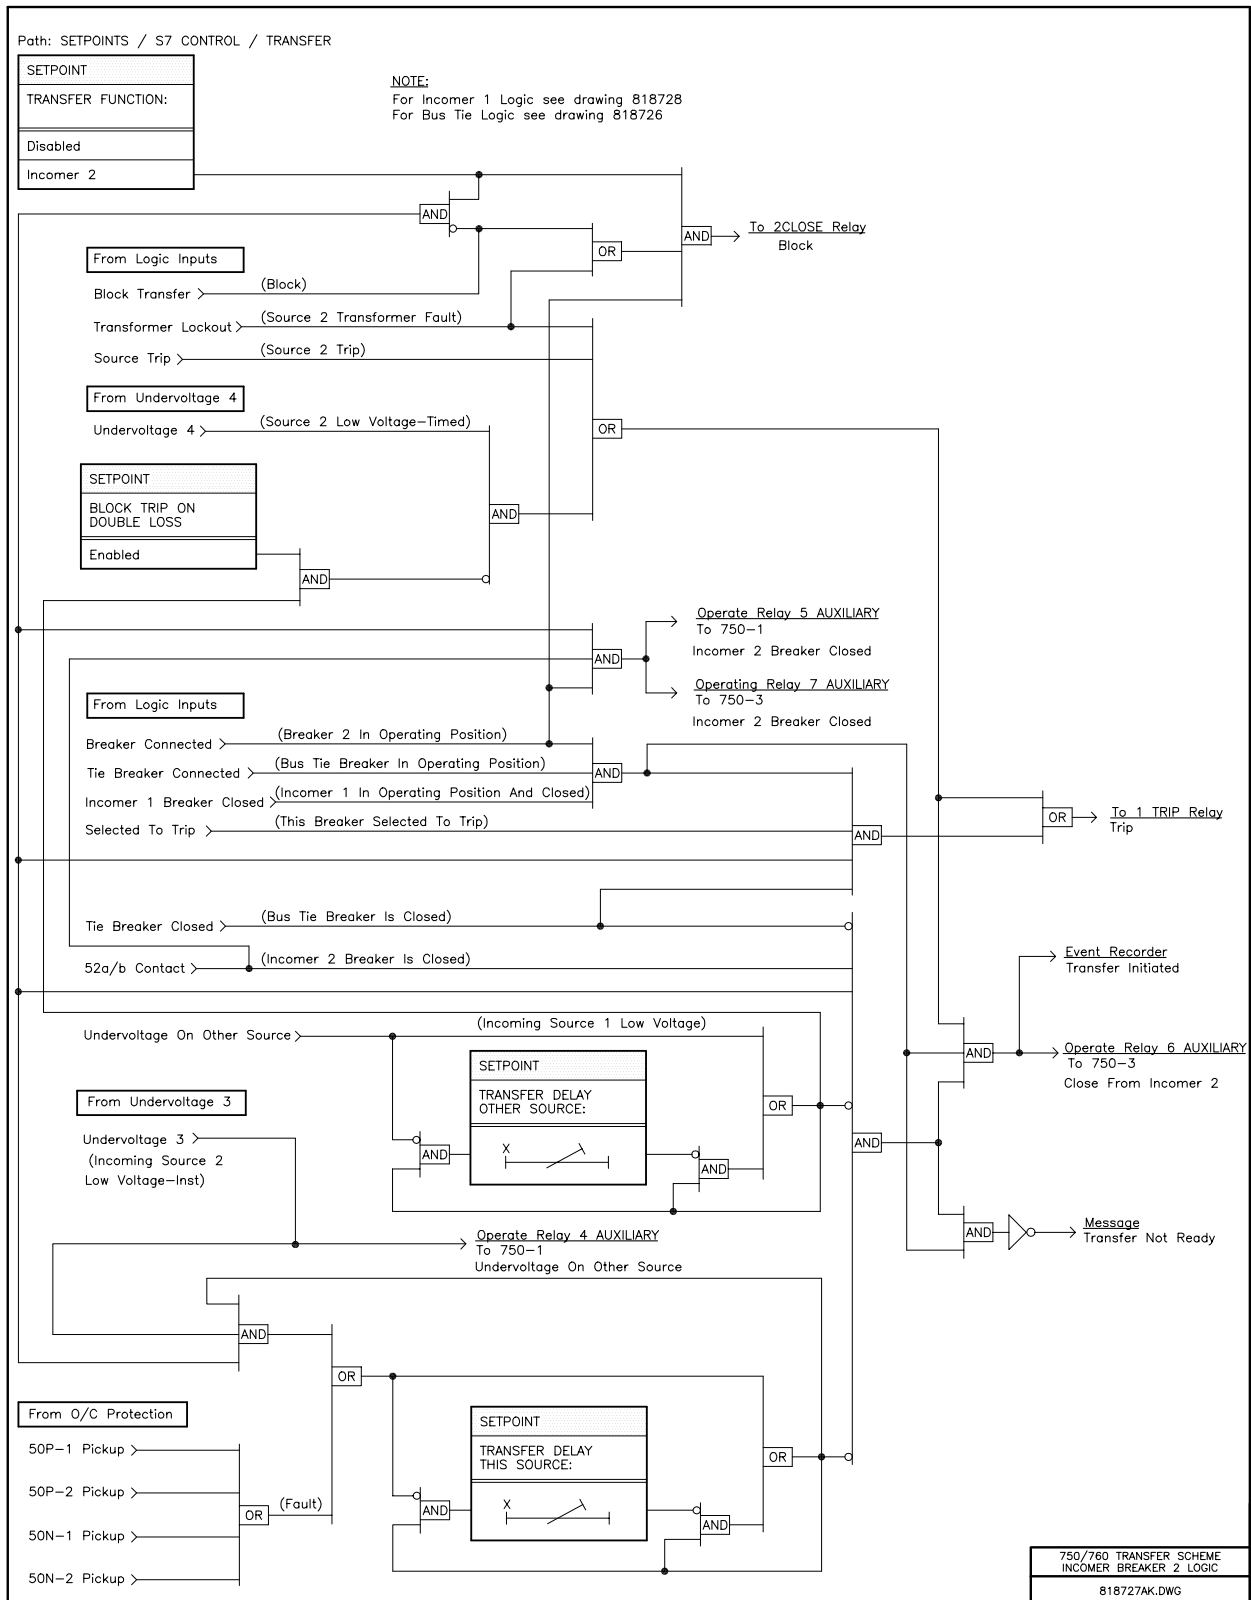 Path: SETPOINTS / S7 CONTROL / TRANSFER
SETPOINT
TRANSFER FUNCTION:
Disabled
Incomer 2
NOTE:
For Incomer 1 Logic see drawing 818728
For Bus Tie Logic see drawing 818726
AND
AND
To 2CLOSE Relay
Block
OR
From Logic Inputs
Block Transfer
(Block)
Transformer Lockout
(Source 2 Transformer Fault)
Source Trip
(Source 2 Trip)
From Undervoltage 4
Undervoltage 4
(Source 2 Low Voltage-Timed)
OR
SETPOINT
BLOCK TRIP ON
DOUBLE LOSS
Enabled
AND
AND
Operate Relay 5 AUXILIARY
To 750-1
Incomer 2 Breaker Closed
AND
Operating Relay 7 AUXILIARY
To 750-3
Incomer 2 Breaker Closed
From Logic Inputs
Breaker Connected
(Breaker 2 In Operating Position)
Tie Breaker Connected
(Bus Tie Breaker In Operating Position)
AND
Incomer 1 Breaker Closed
(Incomer 1 In Operating Position And Closed)
Selected To Trip
(This Breaker Selected To Trip)
AND
OR
To 1 TRIP Relay
Trip
Tie Breaker Closed
(Bus Tie Breaker Is Closed)
52a/b Contact
(Incomer 2 Breaker Is Closed)
Event Recorder
Transfer Initiated
Undervoltage On Other Source
(Incoming Source 1 Low Voltage)
AND
Operate Relay 6 AUXILIARY
To 750-3
Close From Incomer 2
SETPOINT
TRANSFER DELAY
OTHER SOURCE:
X
AND
AND
OR
AND
From Undervoltage 3
Undervoltage 3
(Incoming Source 2
Low Voltage-Inst)
AND
Message
Transfer Not Ready
Operate Relay 4 AUXILIARY
To 750-1
Undervoltage On Other Source
AND
OR
From O/C Protection
50P-1 Pickup
50P-2 Pickup
50N-1 Pickup
50N-2 Pickup
OR
(Fault)
SETPOINT
TRANSFER DELAY
THIS SOURCE:
X
AND
AND
OR
750/760 TRANSFER SCHEME
INCOMER BREAKER 2 LOGIC
818727AK.DWG